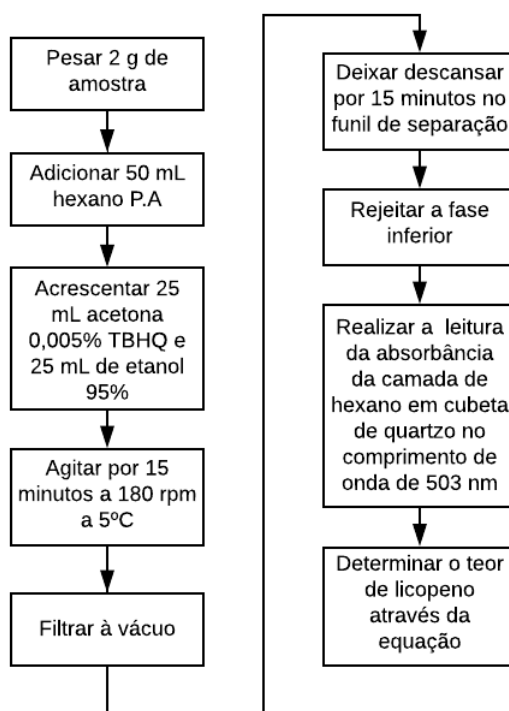 Pesar 2 g de
amostra
Adicionar 50 mL
hexano P.A
Acrescentar 25
mL acetona
0,005% TBHQ e
25 mL de etanol
95%
Agitar por 15
minutos a 180 rpm
a 5ºC
Filtrar à vácuo
Deixar descansar
por 15 minutos no
funil de separação
Rejeitar a fase
inferior
Realizar a leitura
da absorbância
da camada de
hexano em cubeta
de quartzo no
comprimento de
onda de 503 nm
Determinar o teor
de licopeno
através da
equação